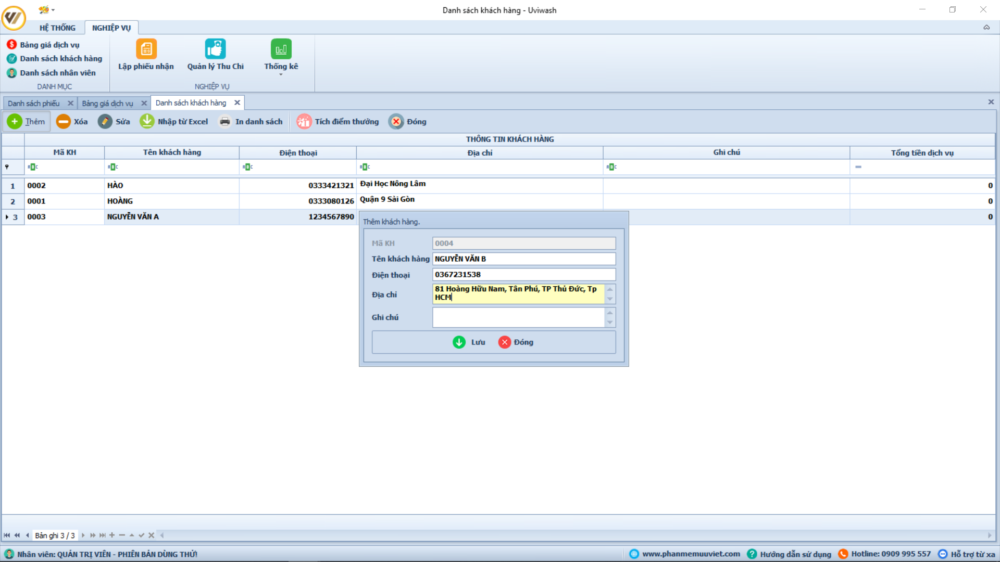 Danh sách khách hàng - Uviwash
HỆ THỐNG
NGHIỆP VỤ
Bảng giá dịch vụ
Danh sách khách hàng
Danh sách nhân viên
DANH MỤC
Lập phiếu nhận
Quản lý Thu Chi
Thống kê
NGHIỆP VỤ
Danh sách phiếu
Bảng giá dịch vụ
Danh sách khách hàng
Thêm
Xóa
Sửa
Nhập từ Excel
In danh sách
Tích điểm thưởng
Đóng
THÔNG TIN KHÁCH HÀNG
Mã KH Tên khách hàng Điện thoại Địa chỉ Ghi chú Tổng tiền dịch vụ
ABC ABC ABC ABC ABC =
1 0002 HÀO 0333421321 Đại Học Nông Lâm 0
2 0001 HOÀNG 0333080126 Quận 9 Sài Gòn 0
3 0003 NGUYỄN VĂN A 1234567890 0
Thêm khách hàng.
Mã KH 0004
Tên khách hàng NGUYỄN VĂN B
Điện thoại 0367231538
Địa chỉ 81 Hoàng Hữu Nam, Tân Phú, TP Thủ Đức, Tp
HCM
Ghi chú
Lưu Đóng
Bản ghi 3 / 3
Nhân viên: QUẢN TRỊ VIÊN - PHIÊN BẢN DÙNG THỬ!
www.phanmemuuviet.com
Hướng dẫn sử dụng
Hotline: 0909 995 557
Hỗ trợ từ xa